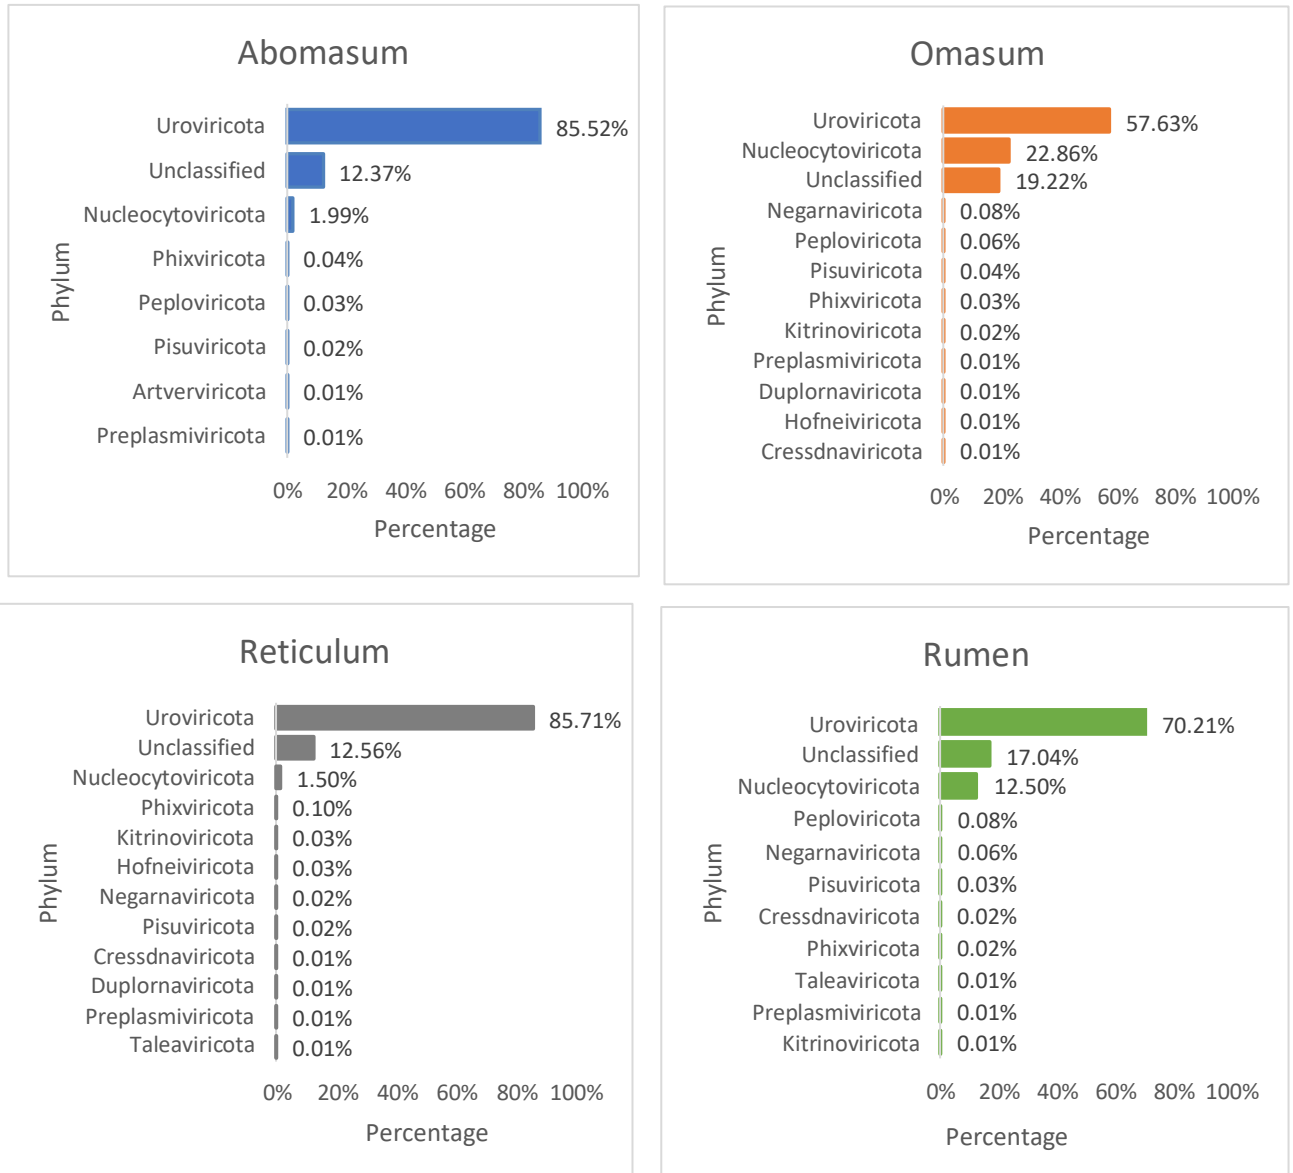 Abomasum
Phylum
Uroviricota 85.52%
Unclassified 12.37%
Nucleocytoviricota 1.99%
Phixviricota 0.04%
Peploviricota 0.03%
Pisuviricota 0.02%
Artverviricota 0.01%
Preplasmiviricota 0.01%
0% 20% 40% 60% 80% 100%
Percentage
Omasum
Phylum
Uroviricota 57.63%
Nucleocytoviricota 22.86%
Unclassified 19.22%
Negarnaviricota 0.08%
Peploviricota 0.06%
Pisuviricota 0.04%
Phixviricota 0.03%
Kitrinoviricota 0.02%
Preplasmiviricota 0.01%
Duplornaviricota 0.01%
Hofneiviricota 0.01%
Cressdnaviricota 0.01%
0% 20% 40% 60% 80% 100%
Percentage
Reticulum
Phylum
Uroviricota 85.71%
Unclassified 12.56%
Nucleocytoviricota 1.50%
Phixviricota 0.10%
Kitrinoviricota 0.03%
Hofneiviricota 0.03%
Negarnaviricota 0.02%
Pisuviricota 0.02%
Cressdnaviricota 0.01%
Duplornaviricota 0.01%
Preplasmiviricota 0.01%
Taleaviricota 0.01%
0% 20% 40% 60% 80% 100%
Percentage
Rumen
Phylum
Uroviricota 70.21%
Unclassified 17.04%
Nucleocytoviricota 12.50%
Peploviricota 0.08%
Negarnaviricota 0.06%
Pisuviricota 0.03%
Cressdnaviricota 0.02%
Phixviricota 0.02%
Taleaviricota 0.01%
Preplasmiviricota 0.01%
Kitrinoviricota 0.01%
0% 20% 40% 60% 80% 100%
Percentage